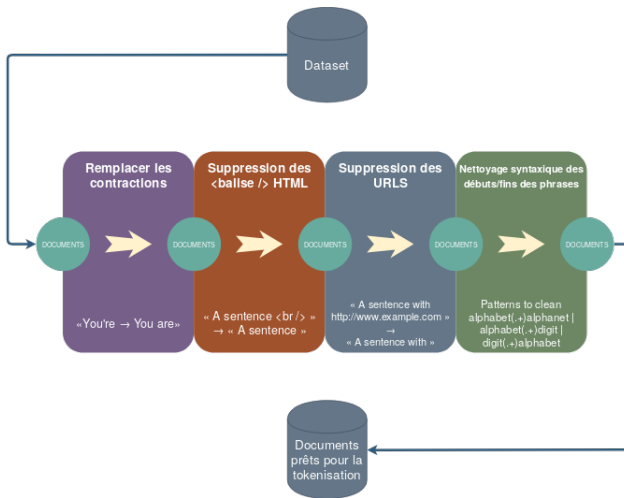 Dataset
Remplacer les
contractions
Suppression des
<balise /> HTML
Suppression des
URLS
Nettoyage syntaxique des
débuts/fins des phrases
DOCUMENTS
DOCUMENTS
DOCUMENTS
DOCUMENTS
DOCUMENTS
«You're → You are»
« A sentence <br /> »
→ « A sentence »
« A sentence with
http://www.example.com »
→
« A sentence with »
Patterns to clean
alphabet(.+)alphanet |
alphabet(.+)digit |
digit(.+)alphabet
Documents
prêts pour la
tokenisation